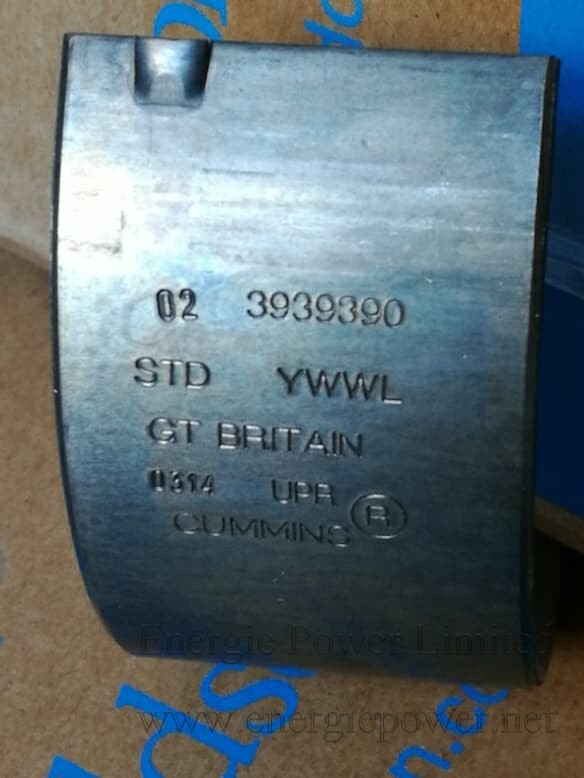 02 3939390
STD YWWL
GT BRITAIN
0314 UPR
CUMMINS ®
Energie Power Limited
www.energiepower.net